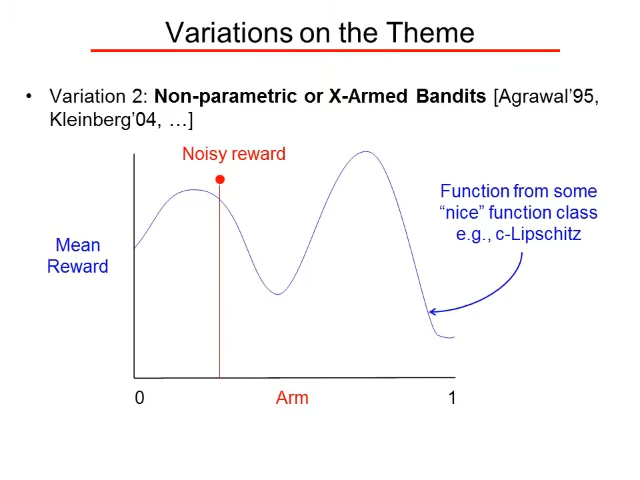 Variations on the Theme
• Variation 2: Non-parametric or X-Armed Bandits [Agrawal’95,
Kleinberg’04, …]
Noisy reward
Function from some
“nice” function class
e.g., c-Lipschitz
Mean
Reward
0
Arm
1